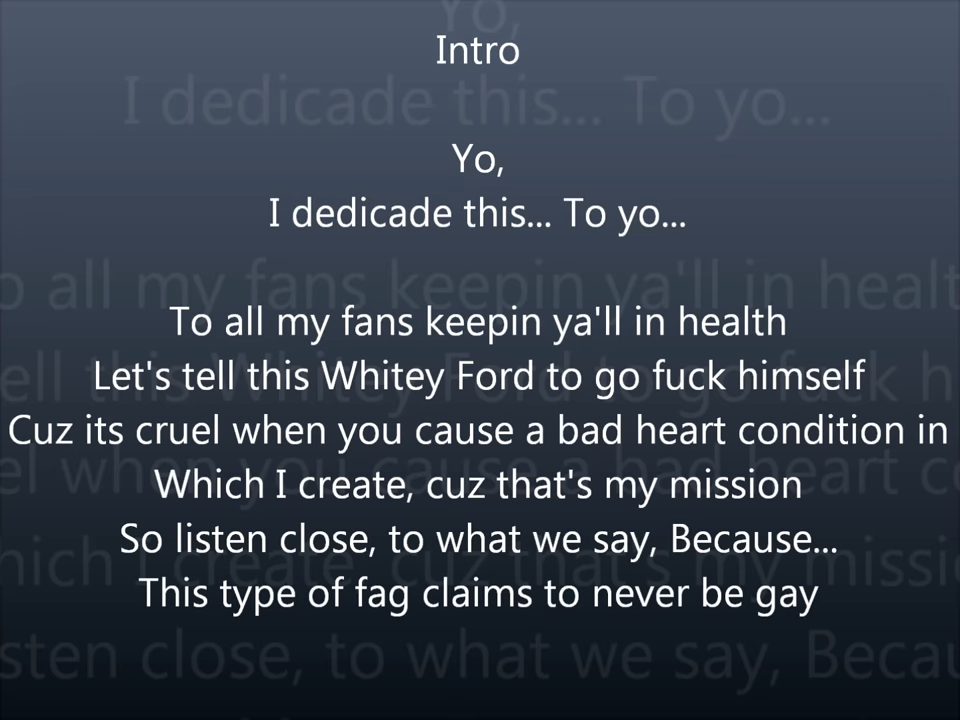 Intro
Yo,
I dedicade this... To yo...
To all my fans keepin ya'll in health
Let's tell this Whitey Ford to go fuck himself
Cuz its cruel when you cause a bad heart condition in
Which I create, cuz that's my mission
So listen close, to what we say, Because...
This type of fag claims to never be gay